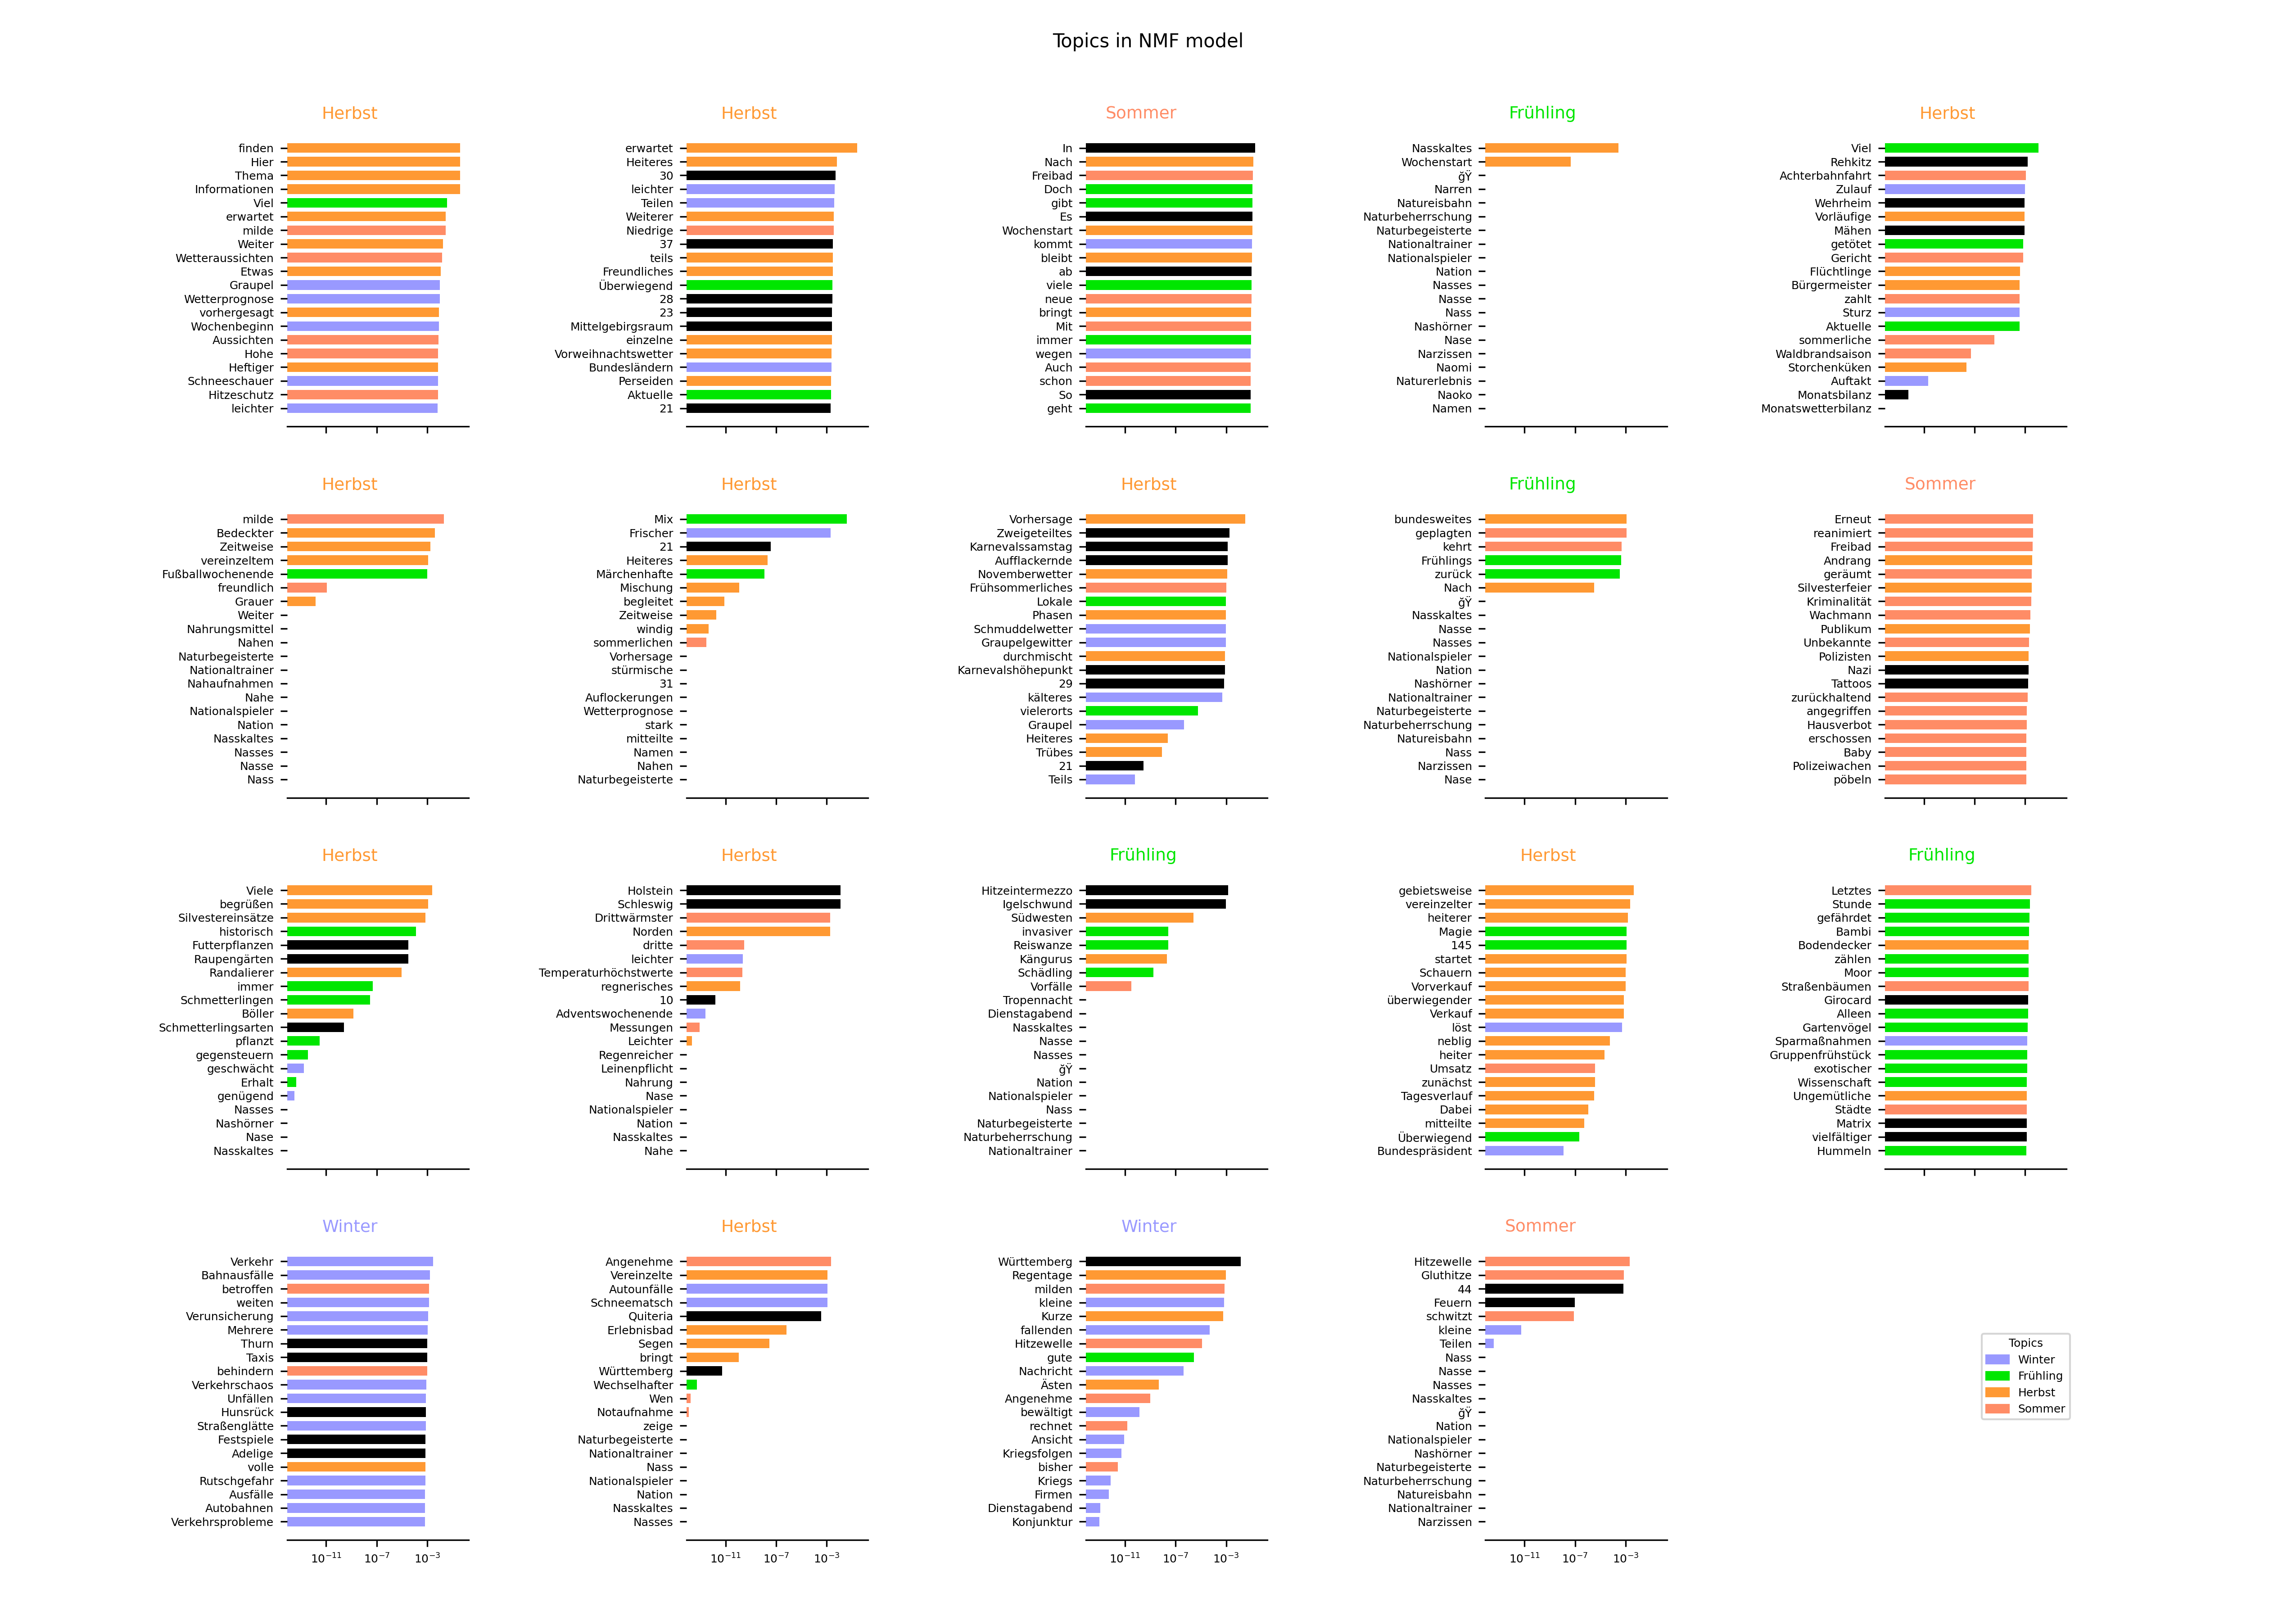 Topics in NMF model
Herbst
finden
Hier
Thema
Informationen
Viel
erwartet
milde
Weiter
Wetteraussichten
Etwas
Graupel
Wetterprognose
vorhergesagt
Wochenbeginn
Aussichten
Hohe
Heftiger
Schneeschauer
Hitzeschutz
leichter
Herbst
erwartet
Heiteres
30
leichter
Teilen
Weiterer
Niedrige
37
teils
Freundliches
Überwiegend
28
23
Mittelgebirgsraum
einzelne
Vorweihnachtswetter
Bundesländern
Perseiden
Aktuelle
21
Sommer
In
Nach
Freibad
Doch
gibt
Es
Wochenstart
kommt
bleibt
ab
viele
neue
bringt
Mit
immer
wegen
Auch
schon
So
geht
Frühling
Nasskaltes
Wochenstart
ğŸ
Narren
Natureisbahn
Naturbeherrschung
Naturbegeisterte
Nationaltrainer
Nationalspieler
Nation
Nasses
Nasse
Nass
Nashörner
Nase
Narzissen
Naomi
Naturerlebnis
Naoko
Namen
Herbst
Viel
Rehkitz
Achterbahnfahrt
Zulauf
Wehrheim
Vorläufige
Mähen
getötet
Gericht
Flüchtlinge
Bürgermeister
zahlt
Sturz
Aktuelle
sommerliche
Waldbrandsaison
Storchenküken
Auftakt
Monatsbilanz
Monatswetterbilanz
Herbst
milde
Bedeckter
Zeitweise
vereinzeltem
Fußballwochenende
freundlich
Grauer
Weiter
Nahrungsmittel
Nahen
Naturbegeisterte
Nationaltrainer
Nahaufnahmen
Nahe
Nationalspieler
Nation
Nasskaltes
Nasses
Nasse
Nass
Herbst
Mix
Frischer
21
Heiteres
Märchenhafte
Mischung
begleitet
Zeitweise
windig
sommerlichen
Vorhersage
stürmische
31
Auflockerungen
Wetterprognose
stark
mitteilte
Namen
Nahen
Naturbegeisterte
Herbst
Vorhersage
Zweigeteiltes
Karnevalssamstag
Aufflackernde
Novemberwetter
Frühsommerliches
Lokale
Phasen
Schmuddelwetter
Graupelgewitter
durchmischt
Karnevalshöhepunkt
29
kälteres
vielerorts
Graupel
Heiteres
Trübes
21
Teils
Frühling
bundesweites
geplagten
kehrt
Frühlings
zurück
Nach
ğŸ
Nasskaltes
Nasse
Nasses
Nationalspieler
Nation
Nashörner
Nationaltrainer
Naturbegeisterte
Naturbeherrschung
Natureisbahn
Nass
Narzissen
Nase
Sommer
Erneut
reanimiert
Freibad
Andrang
geräumt
Silvesterfeier
Kriminalität
Wachmann
Publikum
Unbekannte
Polizisten
Nazi
Tattoos
zurückhaltend
angegriffen
Hausverbot
erschossen
Baby
Polizeiwachen
pöbeln
Herbst
Viele
begrüßen
Silvestereinsätze
historisch
Futterpflanzen
Raupengärten
Randalierer
immer
Schmetterlingen
Böller
Schmetterlingsarten
pflanzt
gegensteuern
geschwächt
Erhalt
genügend
Nasses
Nashörner
Nase
Nasskaltes
Herbst
Holstein
Schleswig
Drittwärmster
Norden
dritte
leichter
Temperaturhöchstwerte
regnerisches
10
Adventswochenende
Messungen
Leichter
Regenreicher
Leinenpflicht
Nahrung
Nase
Nationalspieler
Nation
Nasskaltes
Nahe
Frühling
Hitzeintermezzo
Igelschwund
Südwesten
invasiver
Reiswanze
Kängurus
Schädling
Vorfälle
Tropennacht
Dienstagabend
Nasskaltes
Nasse
Nasses
ğŸ
Nation
Nationalspieler
Nass
Naturbegeisterte
Naturbeherrschung
Nationaltrainer
Herbst
gebietsweise
vereinzelter
heiterer
Magie
145
startet
Schauern
Vorverkauf
überwiegender
Verkauf
löst
neblig
heiter
Umsatz
zunächst
Tagesverlauf
Dabei
mitteilte
Überwiegend
Bundespräsident
Frühling
Letztes
Stunde
gefährdet
Bambi
Bodendecker
zählen
Moor
Straßenbäumen
Girocard
Alleen
Gartenvögel
Sparmaßnahmen
Gruppenfrühstück
exotischer
Wissenschaft
Ungemütliche
Städte
Matrix
vielfältiger
Hummeln
Winter
Verkehr
Bahnausfälle
betroffen
weiten
Verunsicherung
Mehrere
Thurn
Taxis
behindern
Verkehrschaos
Unfällen
Hunsrück
Straßenglätte
Festspiele
Adelige
volle
Rutschgefahr
Ausfälle
Autobahnen
Verkehrsprobleme
10⁻¹¹ 10⁻⁷ 10⁻³
Herbst
Angenehme
Vereinzelte
Autounfälle
Schneematsch
Quiteria
Erlebnisbad
Segen
bringt
Württemberg
Wechselhafter
Wen
Notaufnahme
zeige
Naturbegeisterte
Nationaltrainer
Nass
Nationalspieler
Nation
Nasskaltes
Nasses
10⁻¹¹ 10⁻⁷ 10⁻³
Winter
Württemberg
Regentage
milden
kleine
Kurze
fallenden
Hitzewelle
gute
Nachricht
Ästen
Angenehme
bewältigt
rechnet
Ansicht
Kriegsfolgen
bisher
Kriegs
Firmen
Dienstagabend
Konjunktur
10⁻¹¹ 10⁻⁷ 10⁻³
Sommer
Hitzewelle
Gluthitze
44
Feuern
schwitzt
kleine
Teilen
Nass
Nasse
Nasses
Nasskaltes
ğŸ
Nation
Nationalspieler
Nashörner
Naturbegeisterte
Naturbeherrschung
Natureisbahn
Nationaltrainer
Narzissen
10⁻¹¹ 10⁻⁷ 10⁻³
Topics
Winter
Frühling
Herbst
Sommer